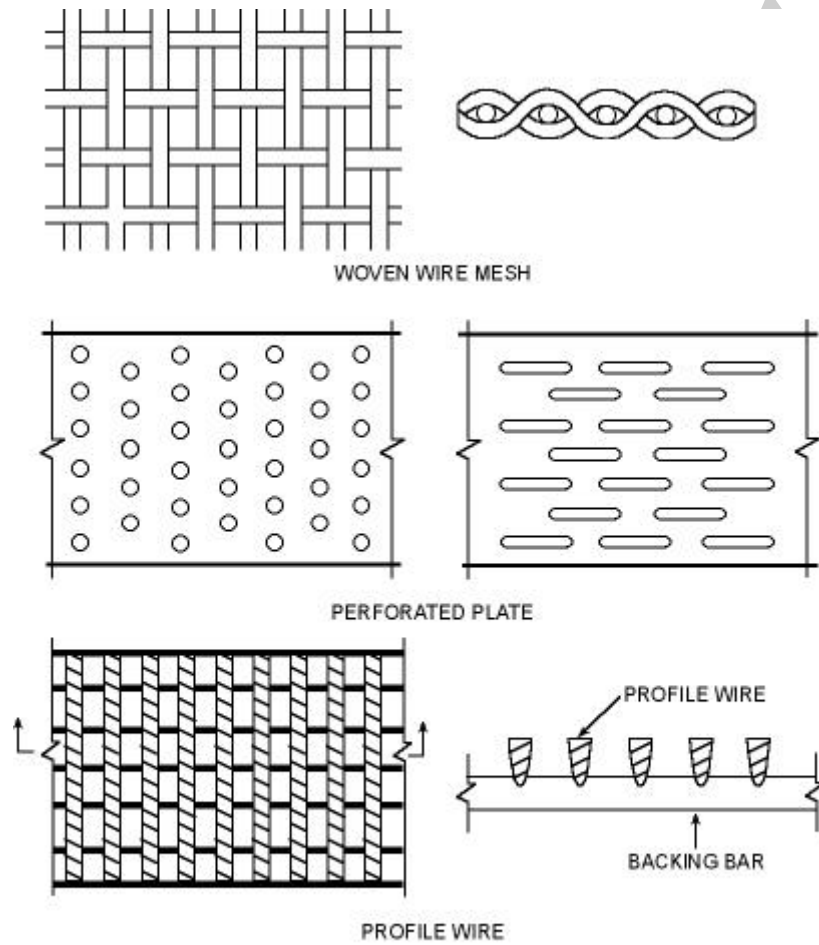 WOVEN WIRE MESH
PERFORATED PLATE
PROFILE WIRE
BACKING BAR
PROFILE WIRE